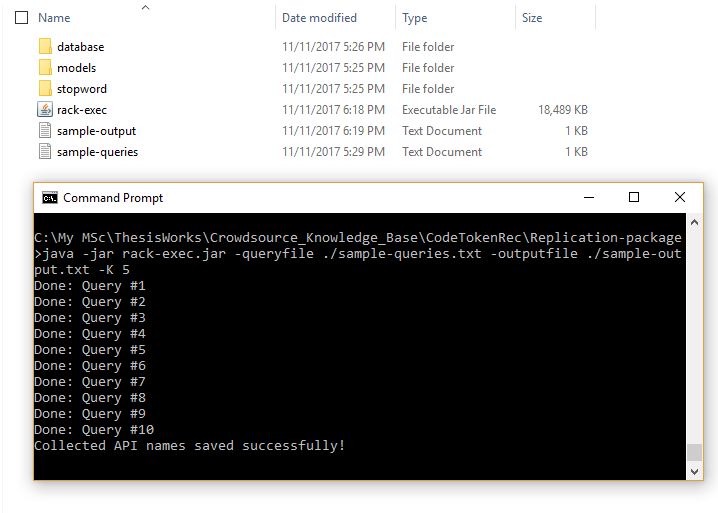 Name Date modified Type Size
database 11/11/2017 5:26 PM File folder
models 11/11/2017 5:25 PM File folder
stopword 11/11/2017 5:25 PM File folder
rack-exec 11/11/2017 6:18 PM Executable Jar File 18,489 KB
sample-output 11/11/2017 6:19 PM Text Document 1 KB
sample-queries 11/11/2017 5:29 PM Text Document 1 KB
C:\. Command Prompt
C:\My MSc\ThesisWorks\Crowdsource_Knowledge_Base\CodeTokenRec\Replication-package
>java -jar rack-exec.jar -queryfile ./sample-queries.txt -outputfile ./sample-out
put.txt -K 5
Done: Query #1
Done: Query #2
Done: Query #3
Done: Query #4
Done: Query #5
Done: Query #6
Done: Query #7
Done: Query #8
Done: Query #9
Done: Query #10
Collected API names saved successfully!